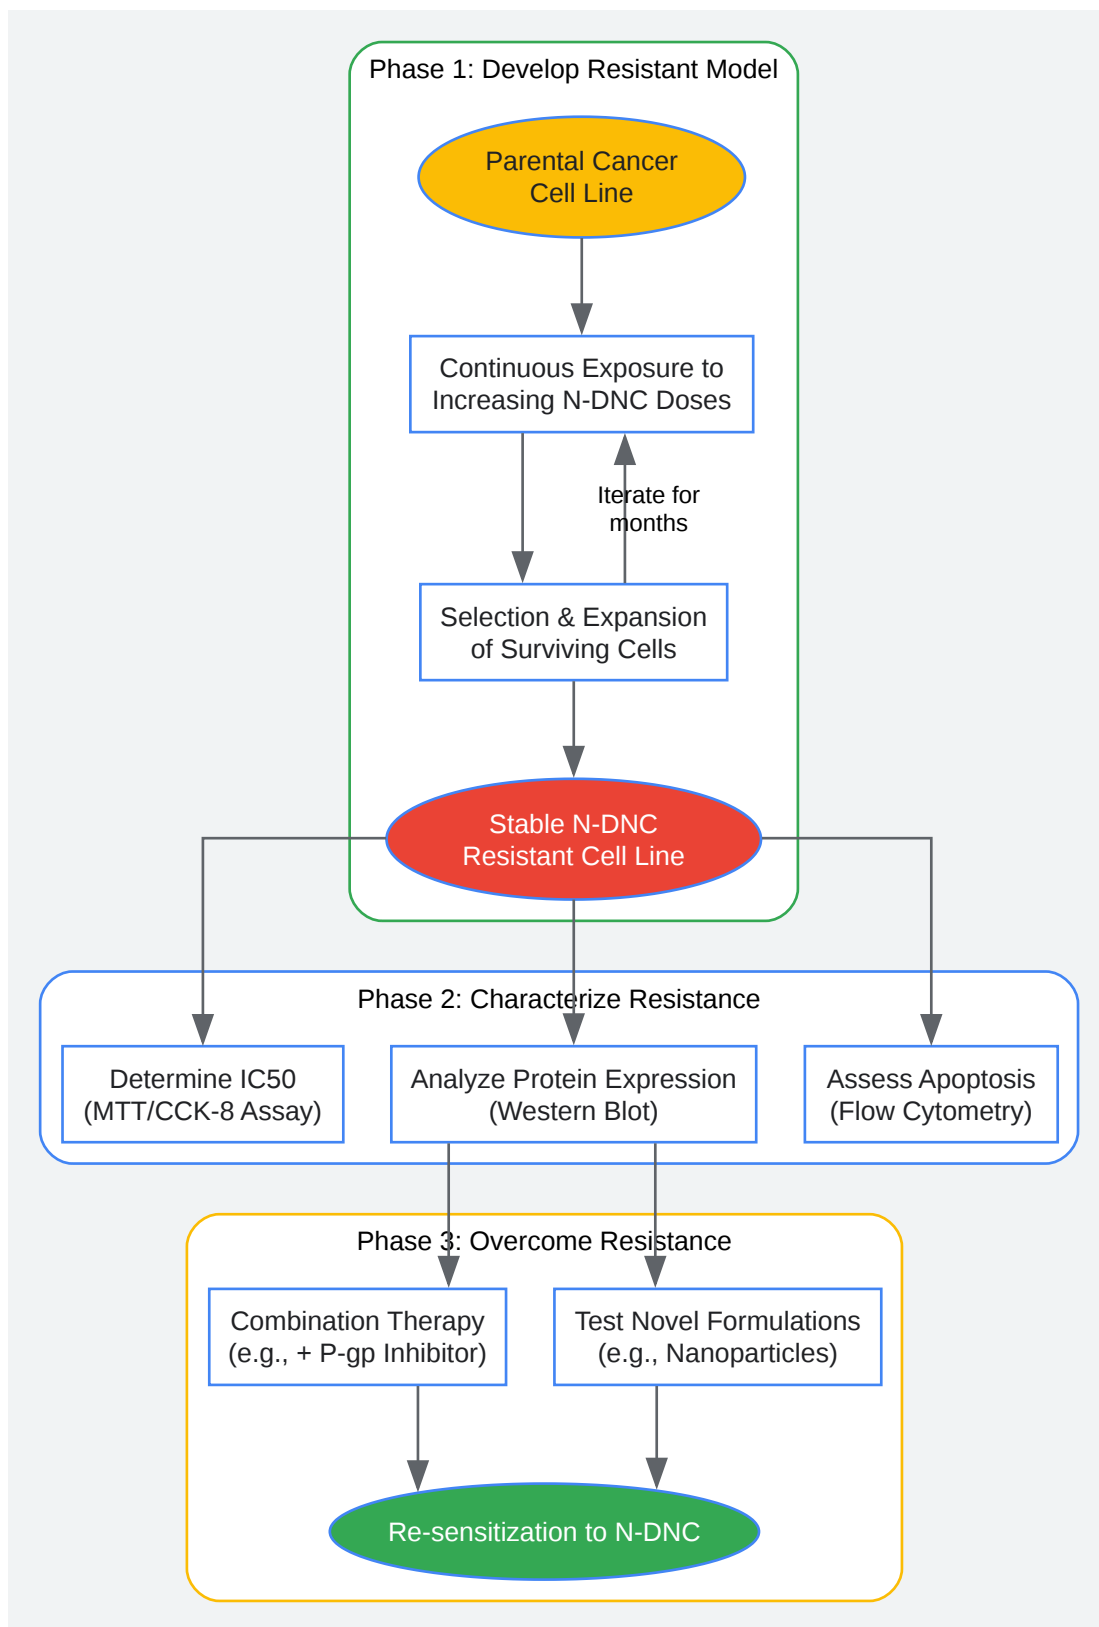 Phase 1: Develop Resistant Model
Parental Cancer
Cell Line
Continuous Exposure to
Increasing N-DNC Doses
Iterate for
months
Selection & Expansion
of Surviving Cells
Stable N-DNC
Resistant Cell Line
Phase 2: Characterize Resistance
Determine IC50
(MTT/CCK-8 Assay)
Analyze Protein Expression
(Western Blot)
Assess Apoptosis
(Flow Cytometry)
Phase 3: Overcome Resistance
Combination Therapy
(e.g., + P-gp Inhibitor)
Test Novel Formulations
(e.g., Nanoparticles)
Re-sensitization to N-DNC